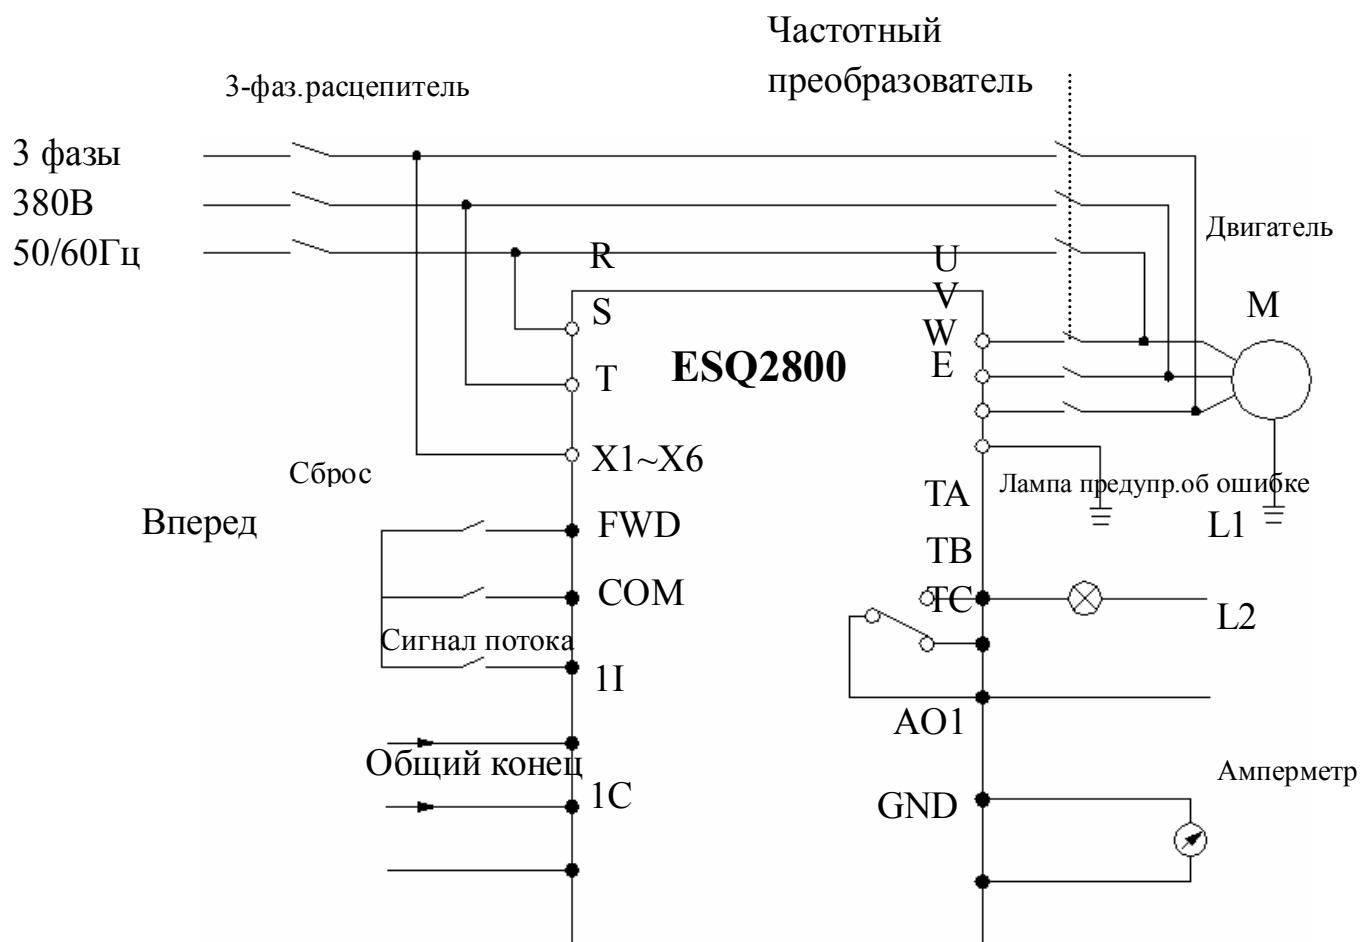 Частотный
преобразователь
3-фаз.расцепитель
3 фазы
380В
50/60Гц
Двигатель
R
U
V
S
M
W
ESQ2800
E
T
X1~X6
Сброс
TA
Лампа предупр.об ошибке
Вперед
FWD
L1
TB
COM
TC
L2
Сигнал потока
1I
AO1
Общий конец
Амперметр
1C
GND